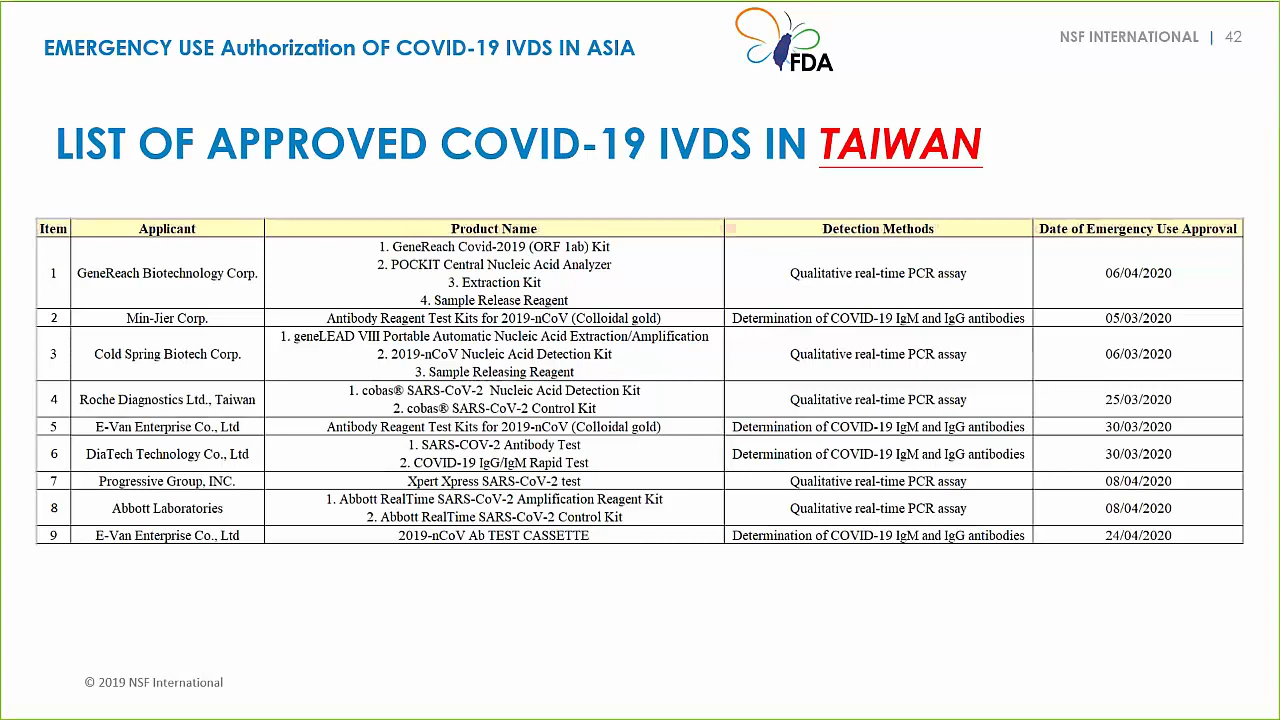 EMERGENCY USE Authorization OF COVID-19 IVDS IN ASIA
FDA
NSF INTERNATIONAL | 42
LIST OF APPROVED COVID-19 IVDS IN TAIWAN
Item Applicant Product Name Detection Methods Date of Emergency Use Approval
1 GeneReach Biotechnology Corp. 1. GeneReach Covid-2019 (ORF 1ab) Kit
2. POCKIT Central Nucleic Acid Analyzer
3. Extraction Kit
4. Sample Release Reagent Qualitative real-time PCR assay 06/04/2020
2 Min-Jier Corp. Antibody Reagent Test Kits for 2019-nCoV (Colloidal gold) Determination of COVID-19 IgM and IgG antibodies 05/03/2020
3 Cold Spring Biotech Corp. 1. geneLEAD VIII Portable Automatic Nucleic Acid Extraction/Amplification
2. 2019-nCoV Nucleic Acid Detection Kit
3. Sample Releasing Reagent Qualitative real-time PCR assay 06/03/2020
4 Roche Diagnostics Ltd., Taiwan 1. cobas® SARS-CoV-2 Nucleic Acid Detection Kit
2. cobas® SARS-CoV-2 Control Kit Qualitative real-time PCR assay 25/03/2020
5 E-Van Enterprise Co., Ltd Antibody Reagent Test Kits for 2019-nCoV (Colloidal gold) Determination of COVID-19 IgM and IgG antibodies 30/03/2020
6 DiaTech Technology Co., Ltd 1. SARS-COV-2 Antibody Test
2. COVID-19 IgG/IgM Rapid Test Determination of COVID-19 IgM and IgG antibodies 30/03/2020
7 Progressive Group, INC. Xpert Xpress SARS-CoV-2 test Qualitative real-time PCR assay 08/04/2020
8 Abbott Laboratories 1. Abbott RealTime SARS-CoV-2 Amplification Reagent Kit
2. Abbott RealTime SARS-CoV-2 Control Kit Qualitative real-time PCR assay 08/04/2020
9 E-Van Enterprise Co., Ltd 2019-nCoV Ab TEST CASSETTE Determination of COVID-19 IgM and IgG antibodies 24/04/2020
© 2019 NSF International